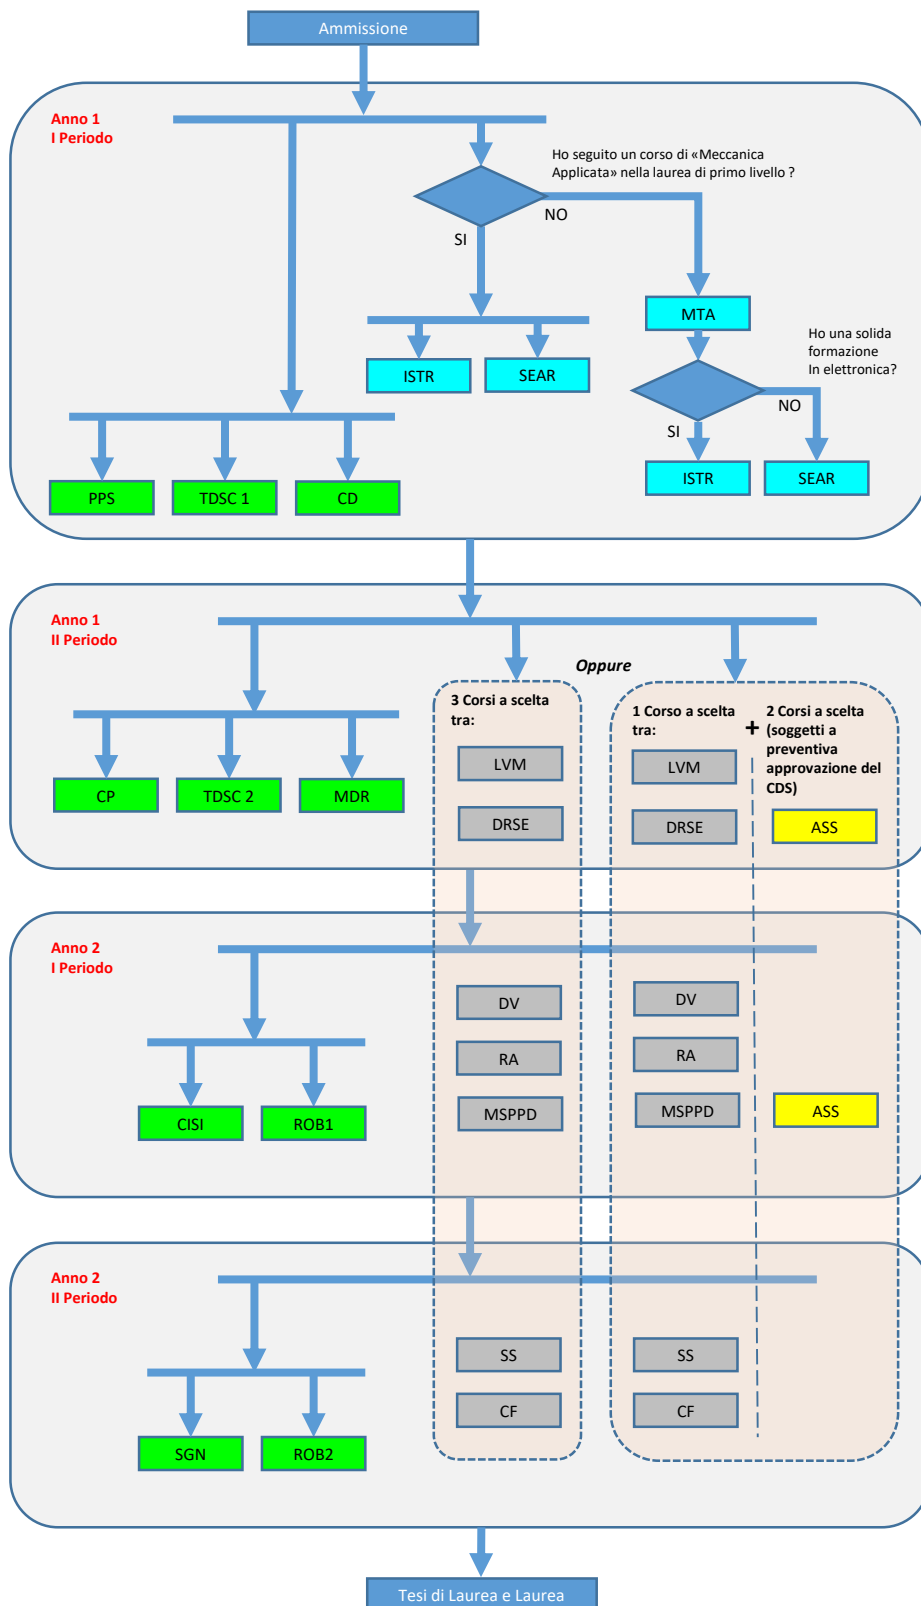 Ammissione
Anno 1
I Periodo
Ho seguito un corso di «Meccanica
Applicata» nella laurea di primo livello ?
NO
SI
MTA
Ho una solida
formazione
In elettronica?
ISTR
SEAR
NO
SI
PPS
TDSC 1
CD
ISTR
SEAR
Anno 1
II Periodo
Oppure
3 Corsi a scelta
tra:
1 Corso a scelta
tra:
+
2 Corsi a scelta
(soggetti a
preventiva
approvazione del
CDS)
LVM
LVM
CP
TDSC 2
MDR
DRSE
DRSE
ASS
Anno 2
I Periodo
DV
DV
RA
RA
CISI
ROB1
MSPPD
MSPPD
ASS
Anno 2
II Periodo
SS
SS
CF
CF
SGN
ROB2
Tesi di Laurea e Laurea